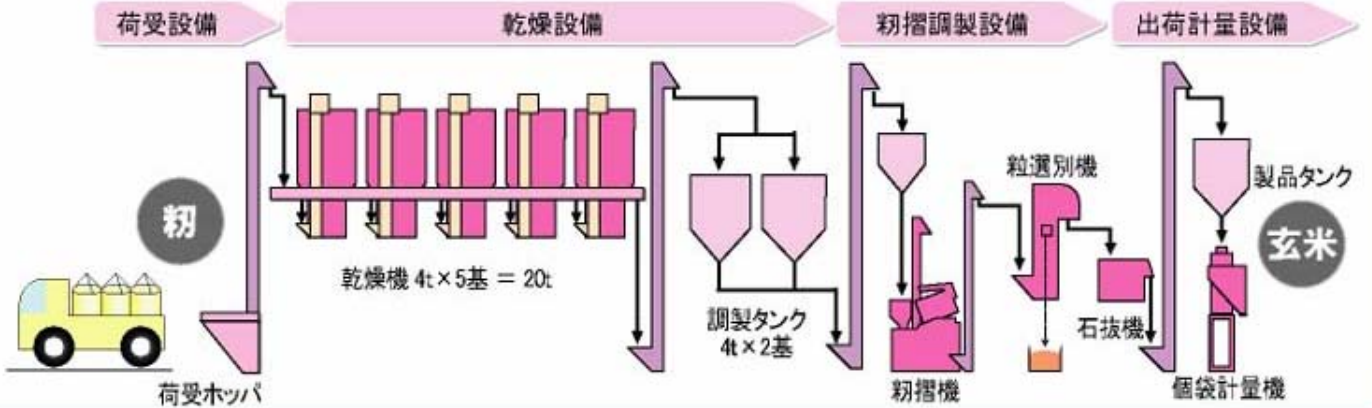 荷受設備
乾燥設備
籾摺調製設備
出荷計量設備
籾
荷受ホッパ
乾燥機 4t×5基 = 20t
調製タンク
4t×2基
籾摺機
粒選別機
石抜機
製品タンク
玄米
個袋計量機